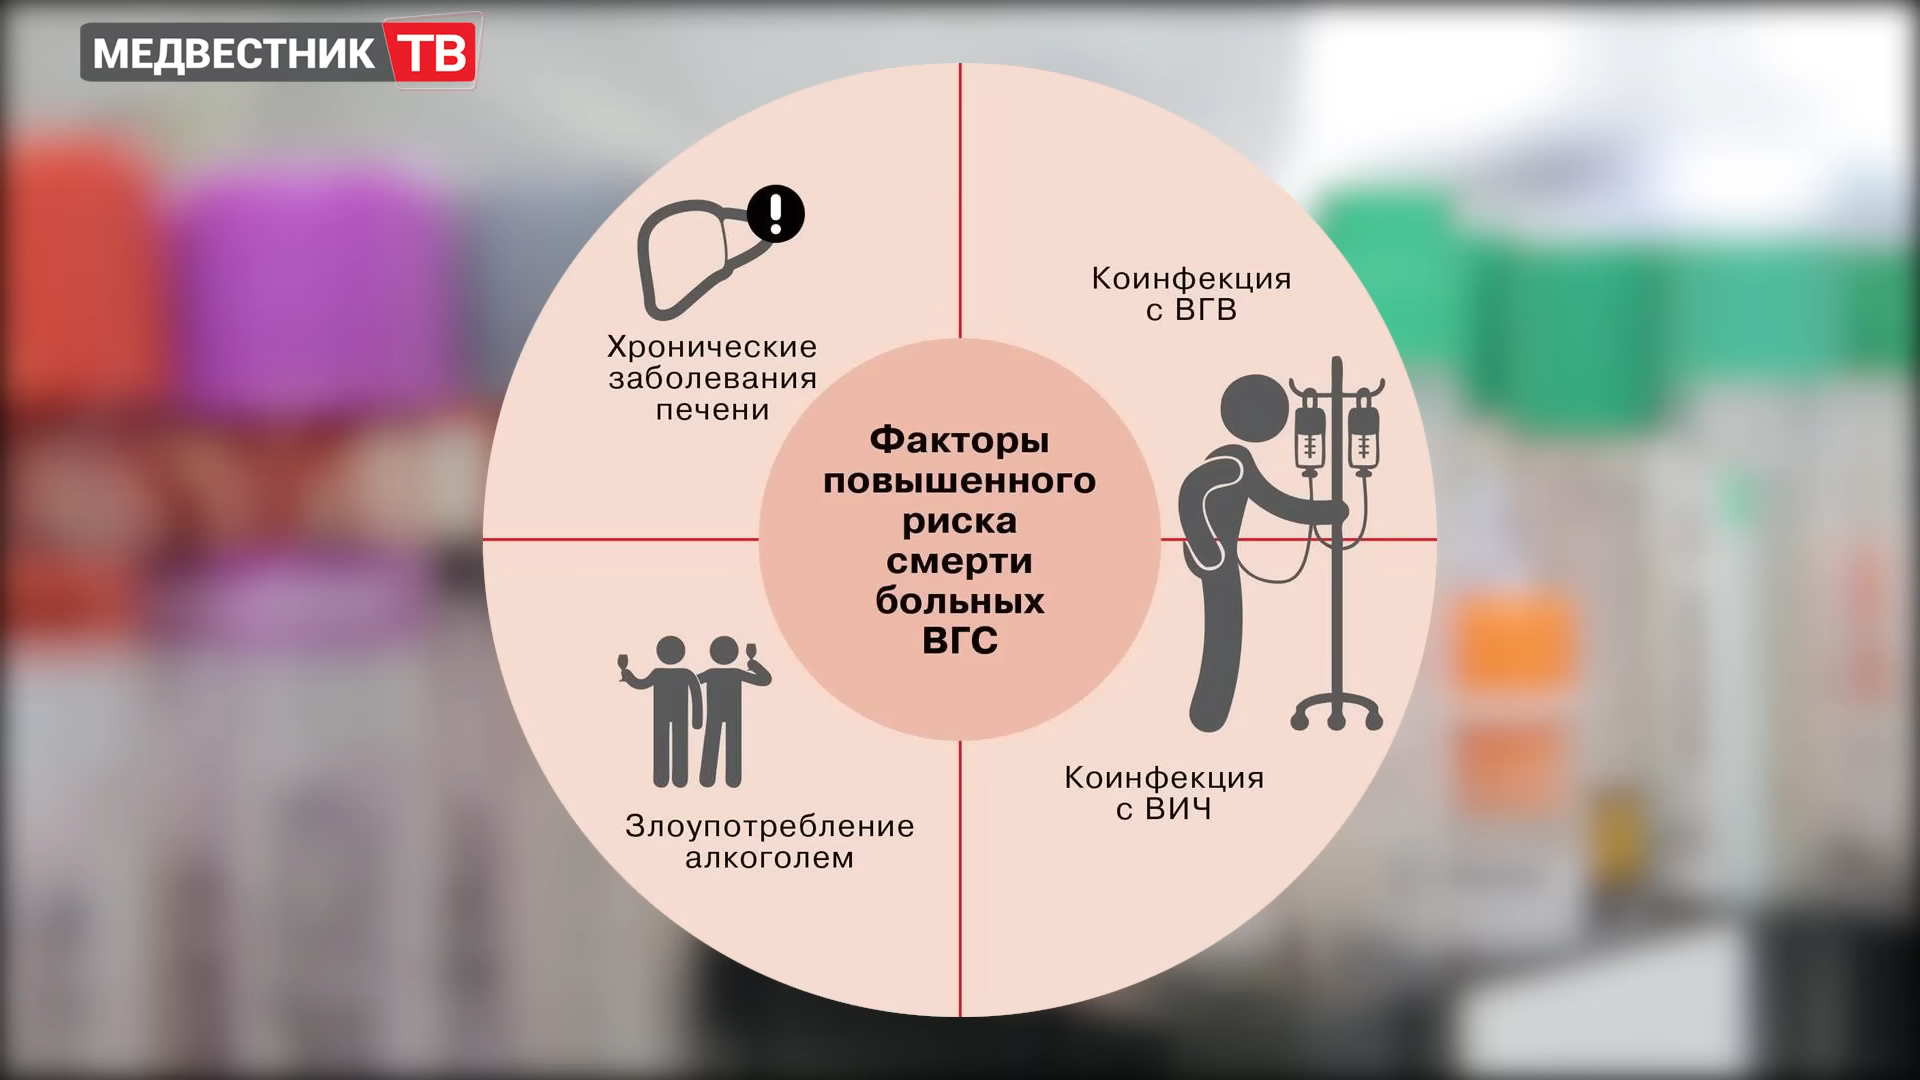 МЕДВЕСТНИК ТВ
Хронические
заболевания
печени
Коинфекция
с ВГВ
Факторы
повышенного
риска
смерти
больных
ВГС
Злоупотребление
алкоголем
Коинфекция
с ВИЧ